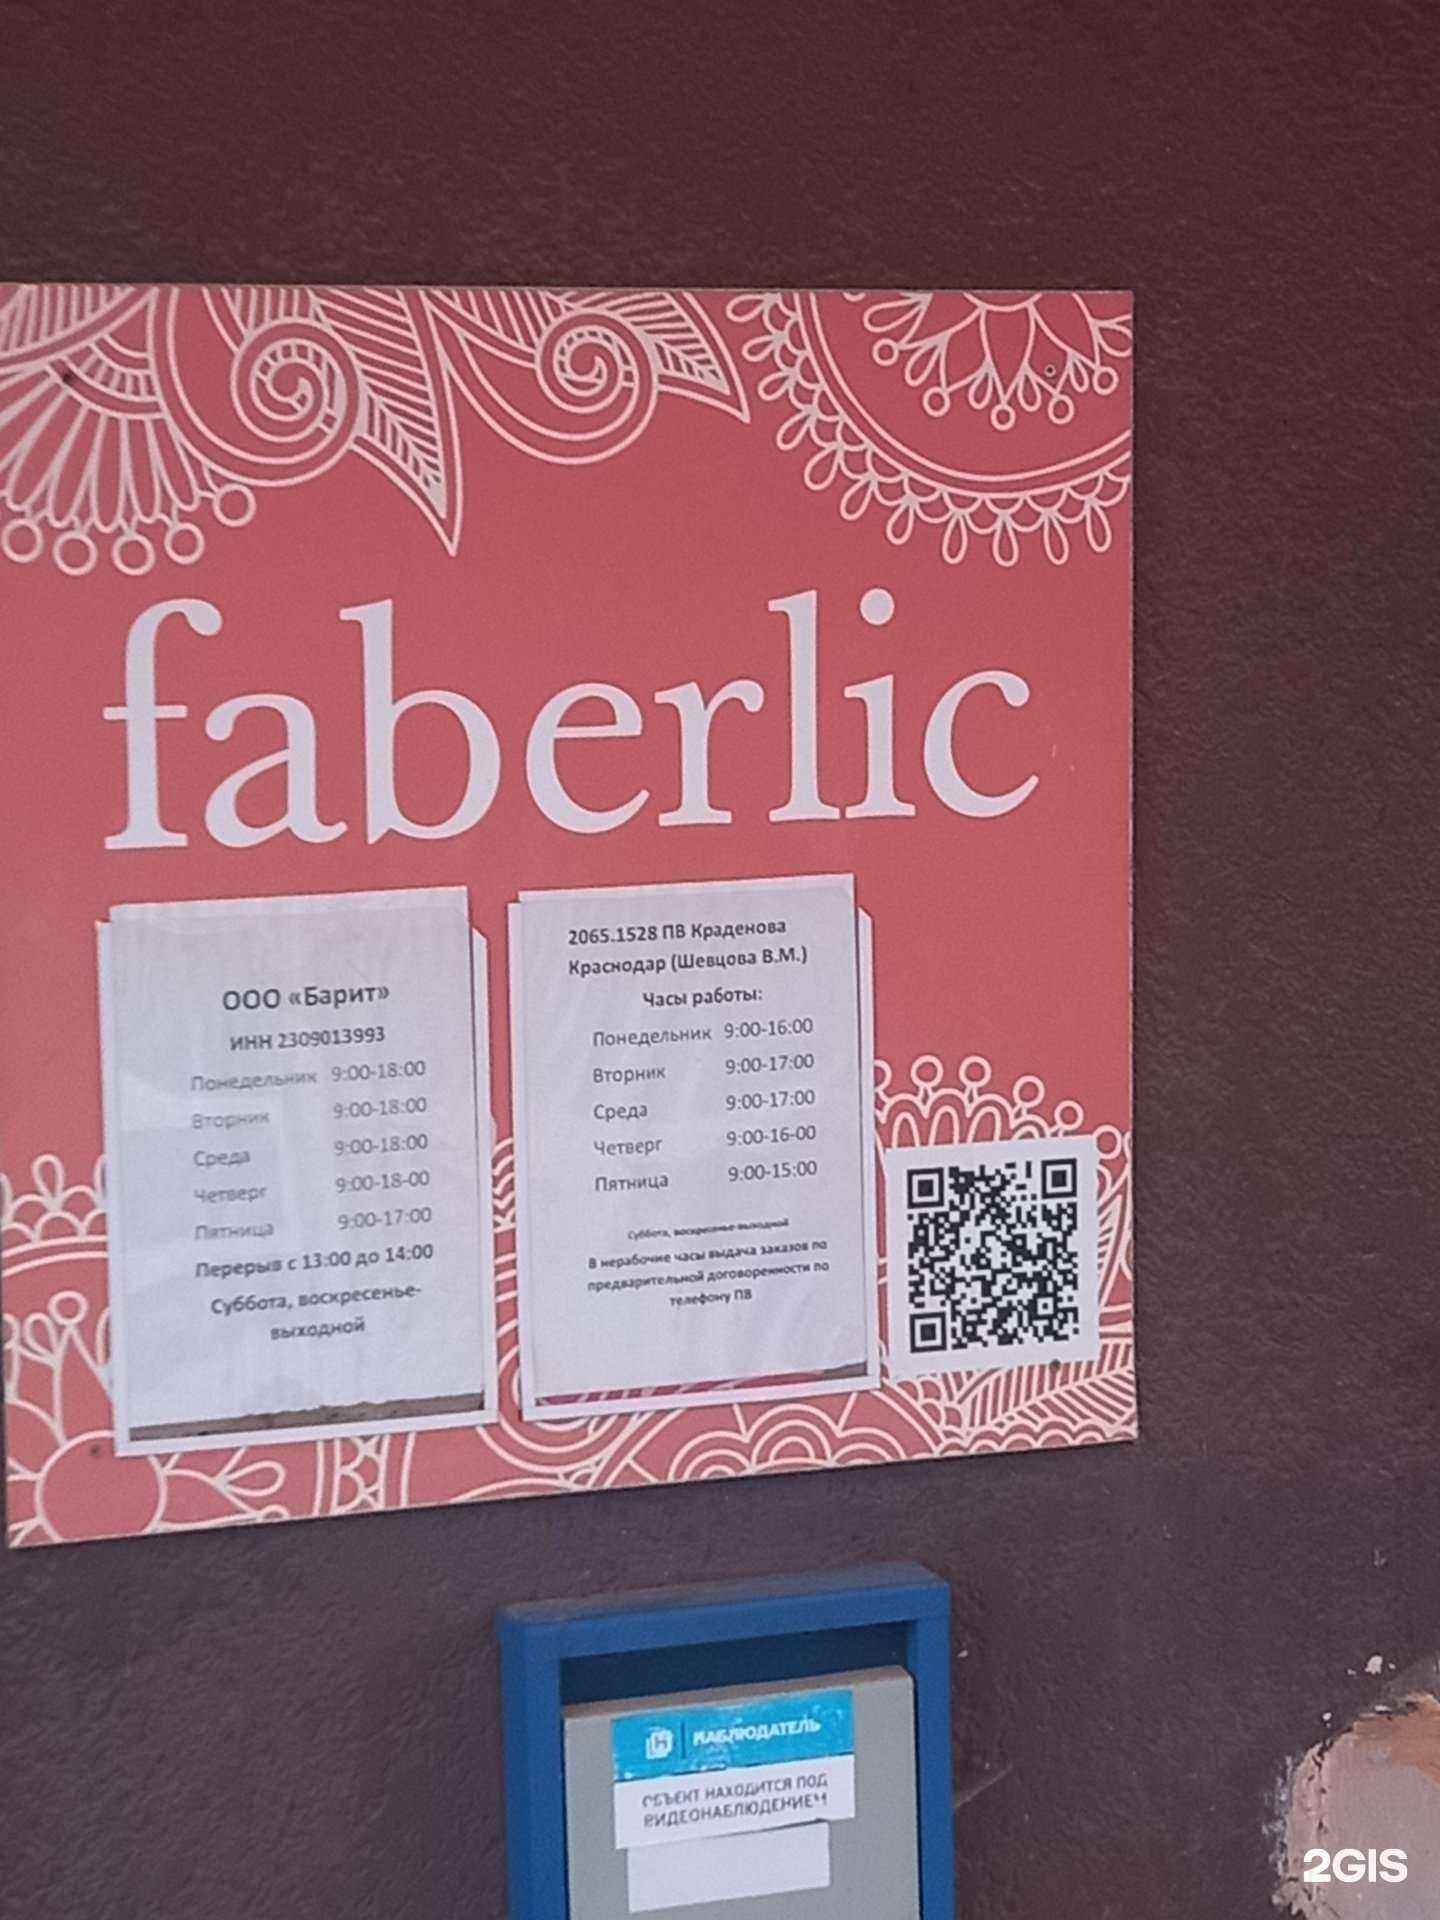 faberlic
ООО «Барит»
ИНН 2309013993
Понедельник 9:00-18:00
Вторник 9:00-18:00
Среда 9:00-18:00
Четверг 9:00-18-00
Пятница 9:00-17:00
Перерыв с 13:00 до 14:00
Суббота, воскресенье-
выходной
2065.1528 ПВ Краденова
Краснодар (Шевцова В.М.)
Часы работы:
Понедельник 9:00-16:00
Вторник 9:00-17:00
Среда 9:00-17:00
Четверг 9:00-16-00
Пятница 9:00-15:00
Суббота, воскресенье-выходной
В нерабочие часы выдача заказов по
предварительной договоренности по
телефону ПВ
НАБЛЮДАТЕЛЬ
ОБЪЕКТ НАХОДИТСЯ ПОД
ВИДЕОНАБЛЮДЕНИЕМ
2GIS